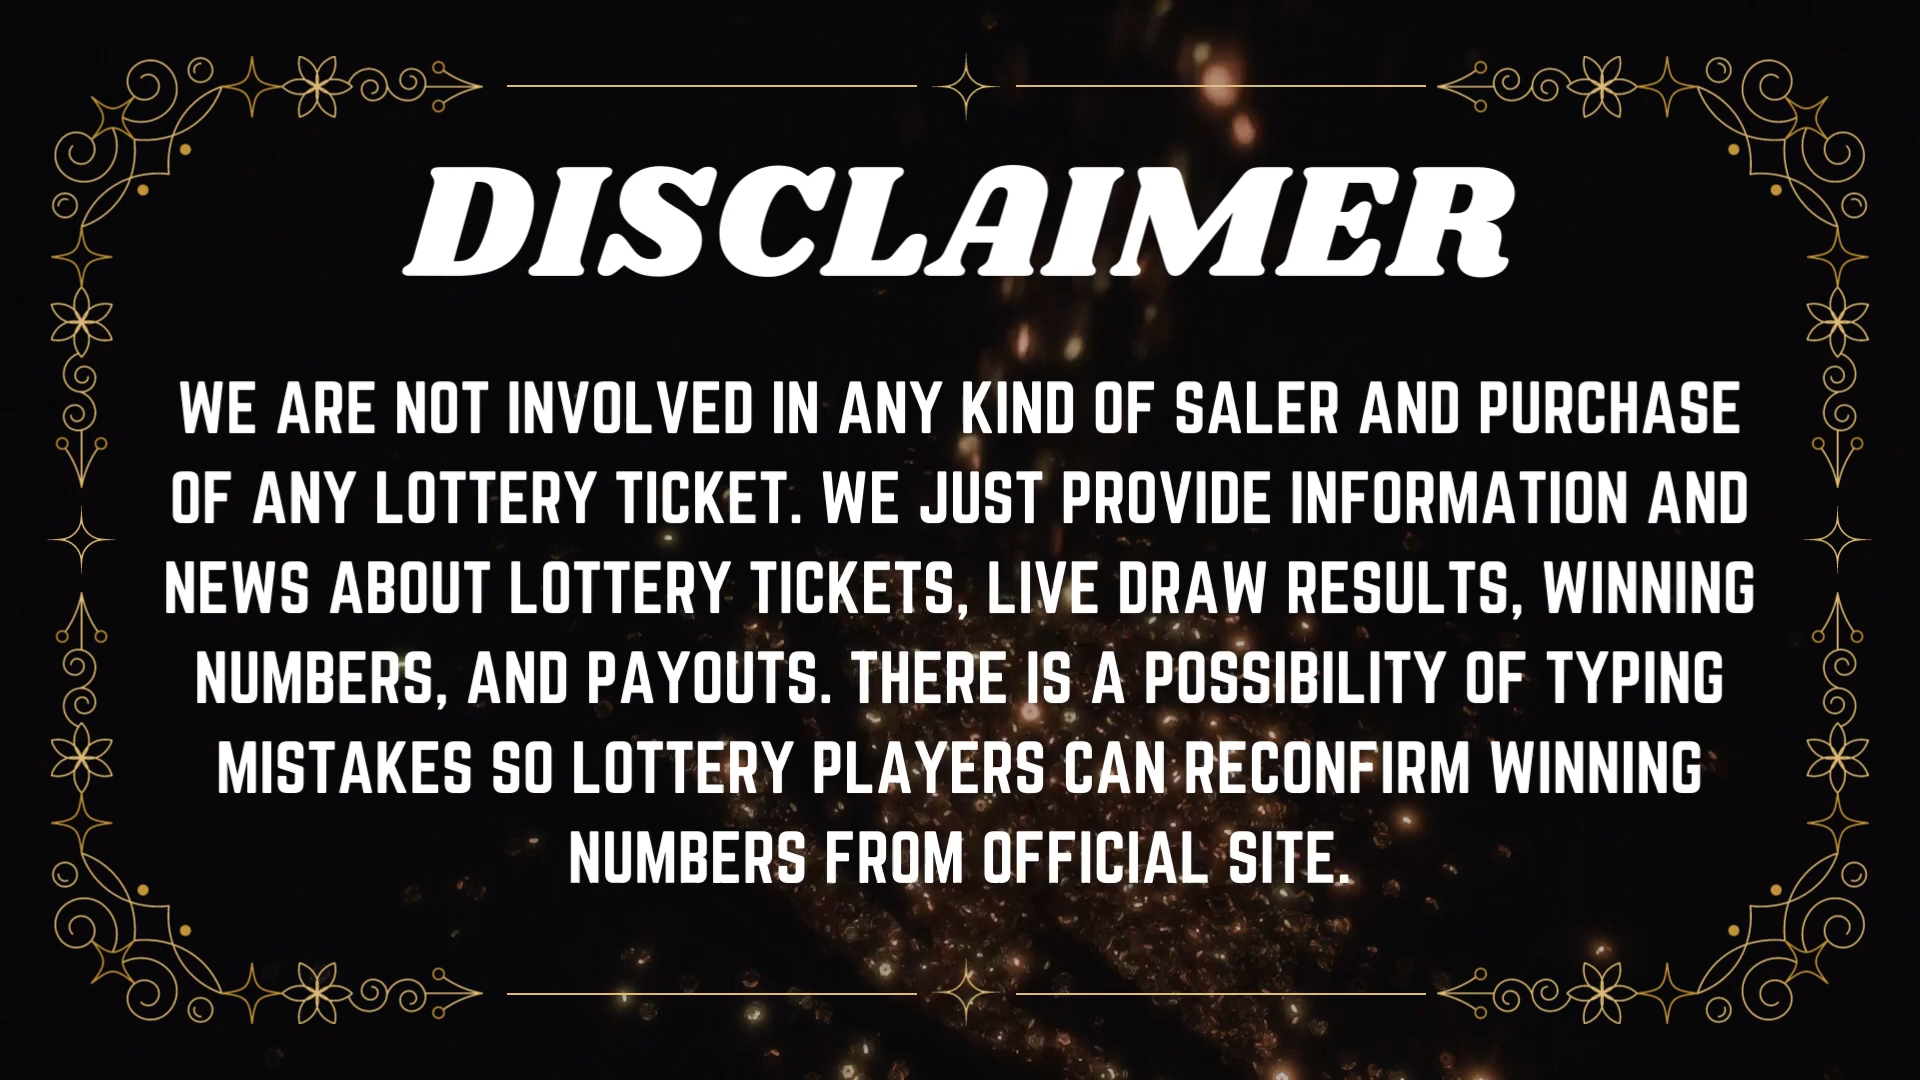 DISCLAIMER
WE ARE NOT INVOLVED IN ANY KIND OF SALER AND PURCHASE
OF ANY LOTTERY TICKET. WE JUST PROVIDE INFORMATION AND
NEWS ABOUT LOTTERY TICKETS, LIVE DRAW RESULTS, WINNING
NUMBERS, AND PAYOUTS. THERE IS A POSSIBILITY OF TYPING
MISTAKES SO LOTTERY PLAYERS CAN RECONFIRM WINNING
NUMBERS FROM OFFICIAL SITE.